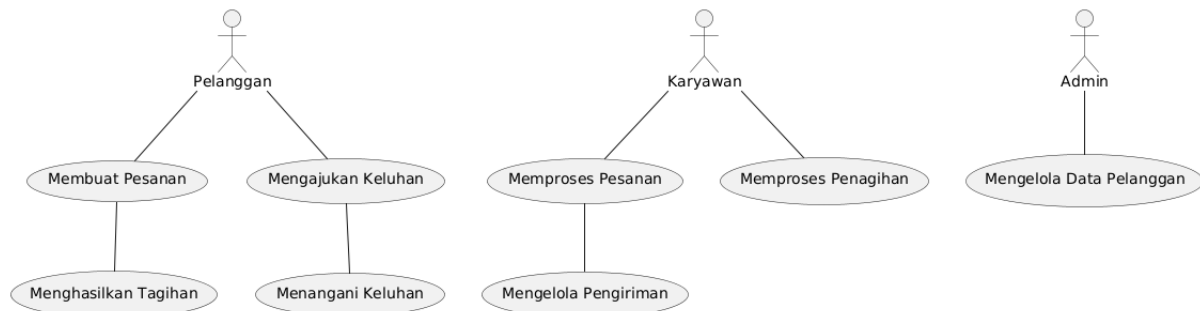 Pelanggan
Karyawan
Admin
Membuat Pesanan
Mengajukan Keluhan
Memproses Pesanan
Memproses Penagihan
Mengelola Data Pelanggan
Menghasilkan Tagihan
Menangani Keluhan
Mengelola Pengiriman